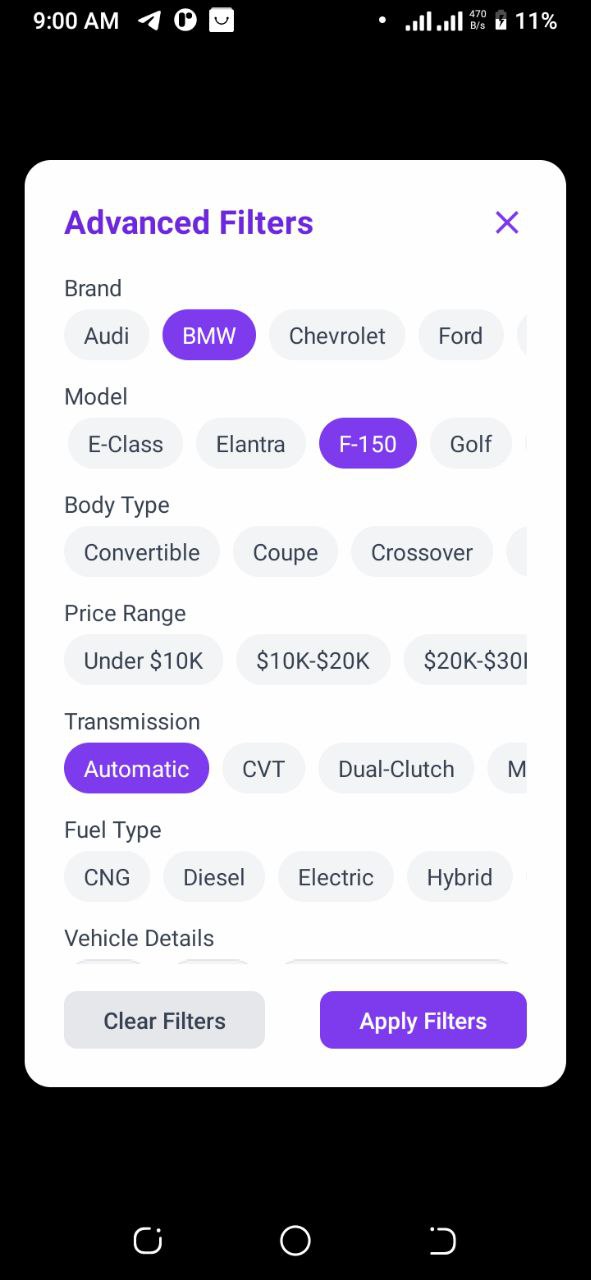 9:00 AM 470 B/s 11%
Advanced Filters
Brand
Audi BMW Chevrolet Ford
Model
E-Class Elantra F-150 Golf
Body Type
Convertible Coupe Crossover
Price Range
Under $10K $10K-$20K $20K-$30
Transmission
Automatic CVT Dual-Clutch M
Fuel Type
CNG Diesel Electric Hybrid
Vehicle Details
Clear Filters Apply Filters